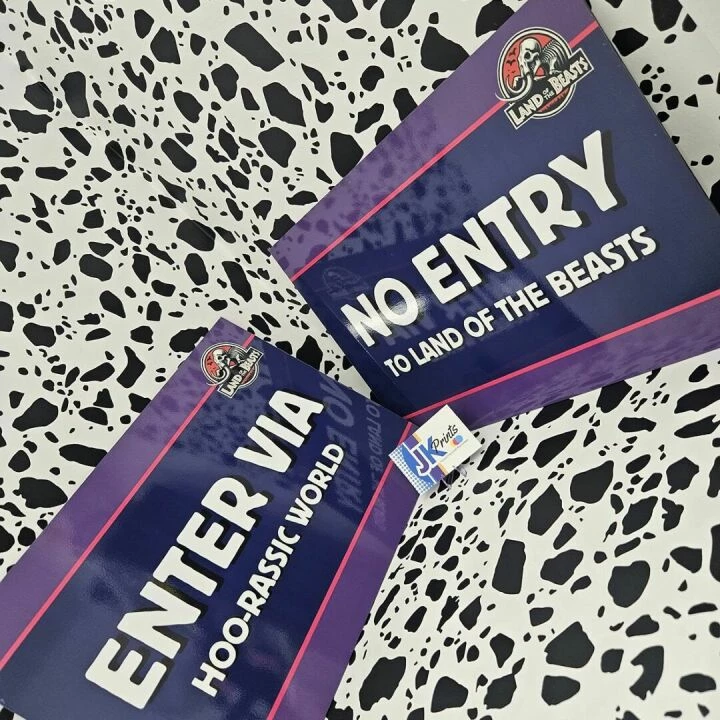 LAND OF THE BEASTS
NO ENTRY
TO LAND OF THE BEASTS
LAND OF THE BEASTS
ENTER VIA
HOO-RASSIC WORLD
JK Prints